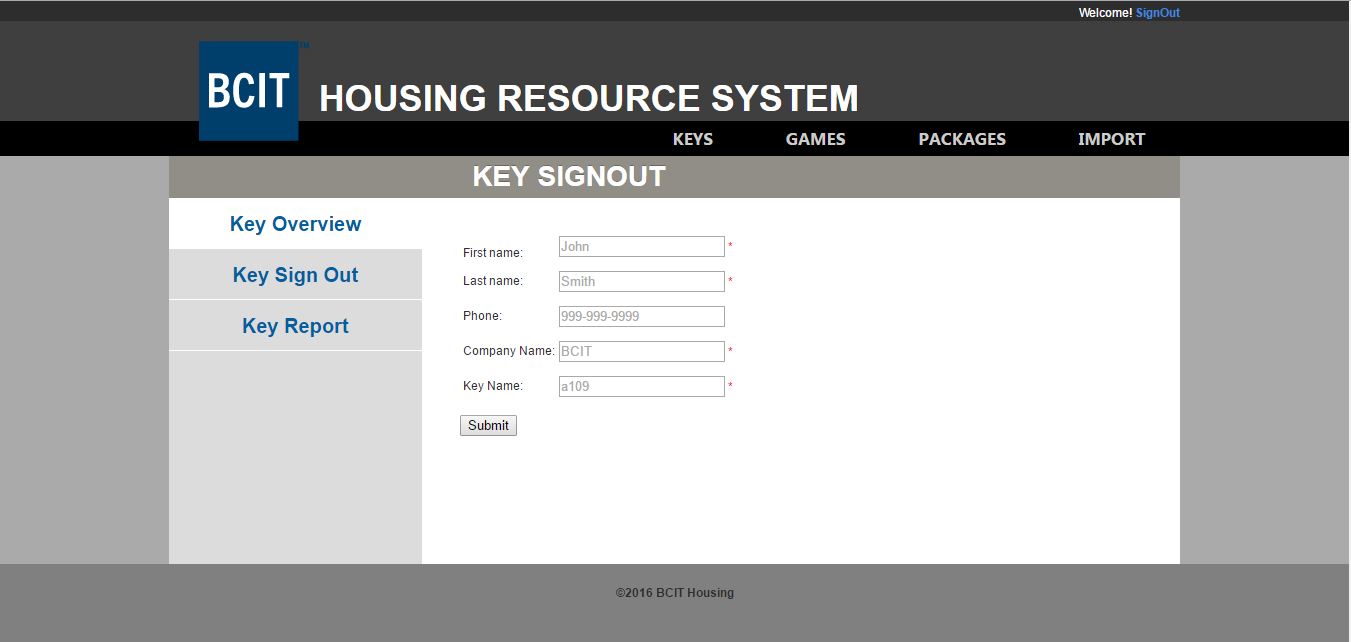 Welcome! SignOut
BCIT™
HOUSING RESOURCE SYSTEM
KEYS GAMES PACKAGES IMPORT
KEY SIGNOUT
Key Overview
Key Sign Out
Key Report
First name: John *
Last name: Smith *
Phone: 999-999-9999
Company Name: BCIT *
Key Name: a109 *
Submit
©2016 BCIT Housing